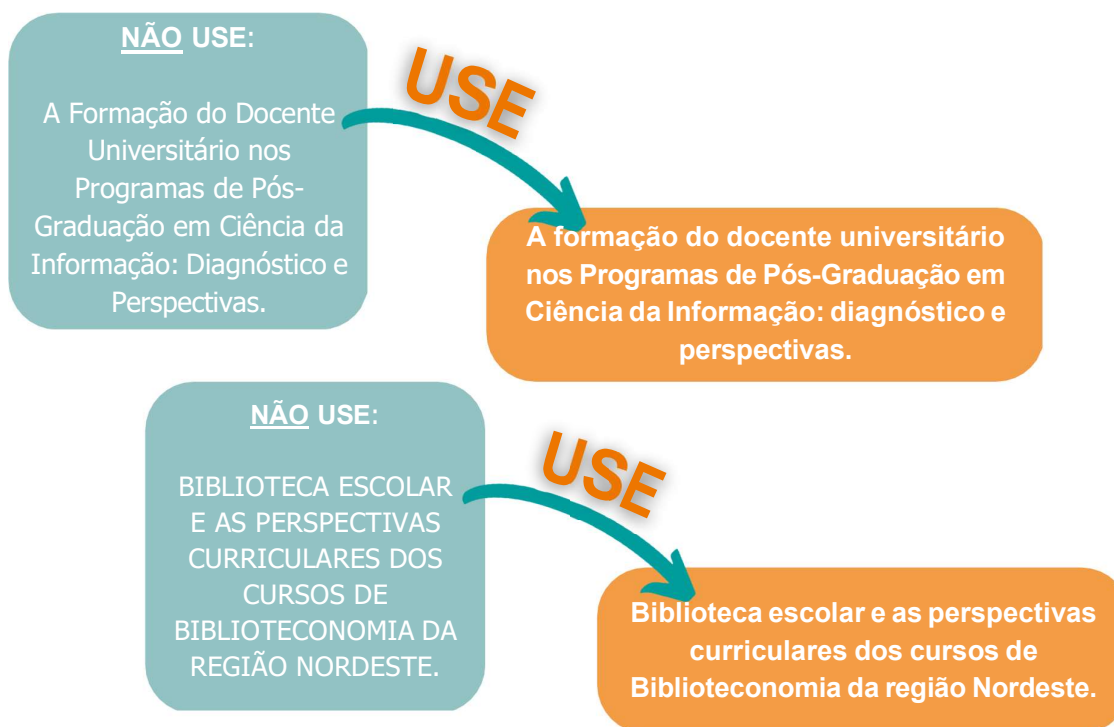 NÃO USE:
A Formação do Docente
Universitário nos
Programas de Pós-
Graduação em Ciência da
Informação: Diagnóstico e
Perspectivas.
USE
A formação do docente universitário
nos Programas de Pós-Graduação em
Ciência da Informação: diagnóstico e
perspectivas.
NÃO USE:
BIBLIOTECA ESCOLAR
E AS PERSPECTIVAS
CURRICULARES DOS
CURSOS DE
BIBLIOTECONOMIA DA
REGIÃO NORDESTE.
USE
Biblioteca escolar e as perspectivas
curriculares dos cursos de
Biblioteconomia da região Nordeste.